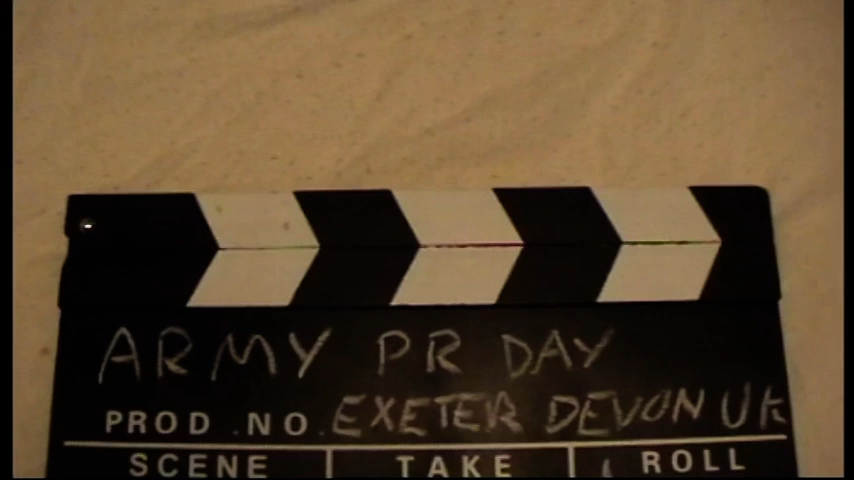 ARMY PR DAY
PROD. NO. EXETER DEVON UK
SCENE TAKE ROLL